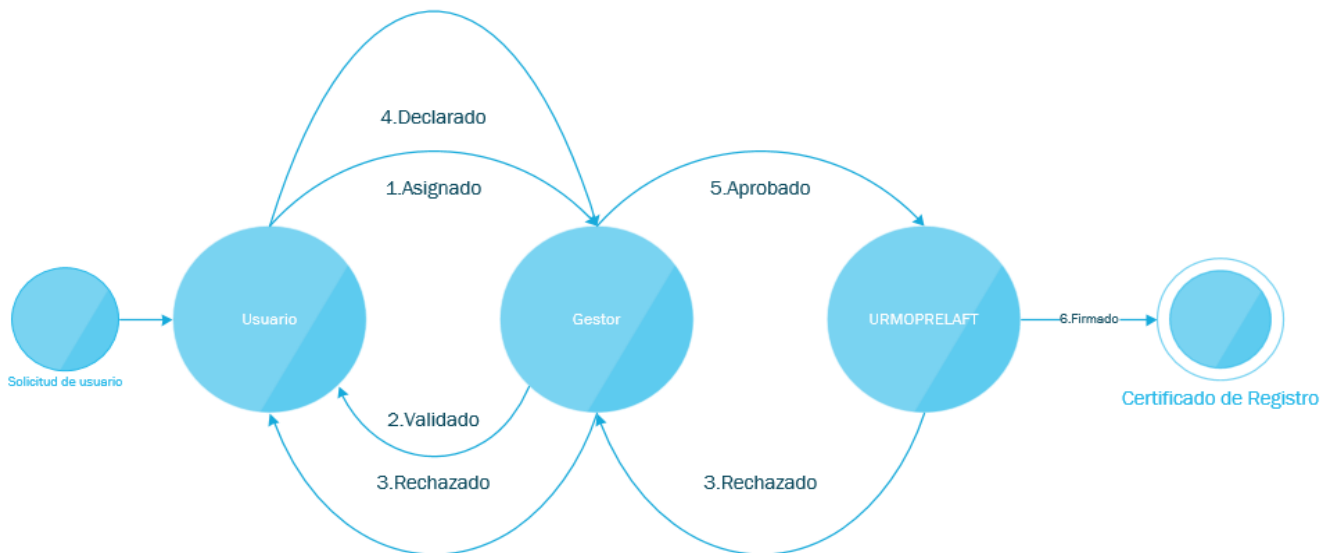 4.Declarado
1.Asignado
5.Aprobado
Usuario
Gestor
URMOPRELAFT
6.Firmado
Solicitud de usuario
Certificado de Registro
2.Validado
3.Rechazado
3.Rechazado